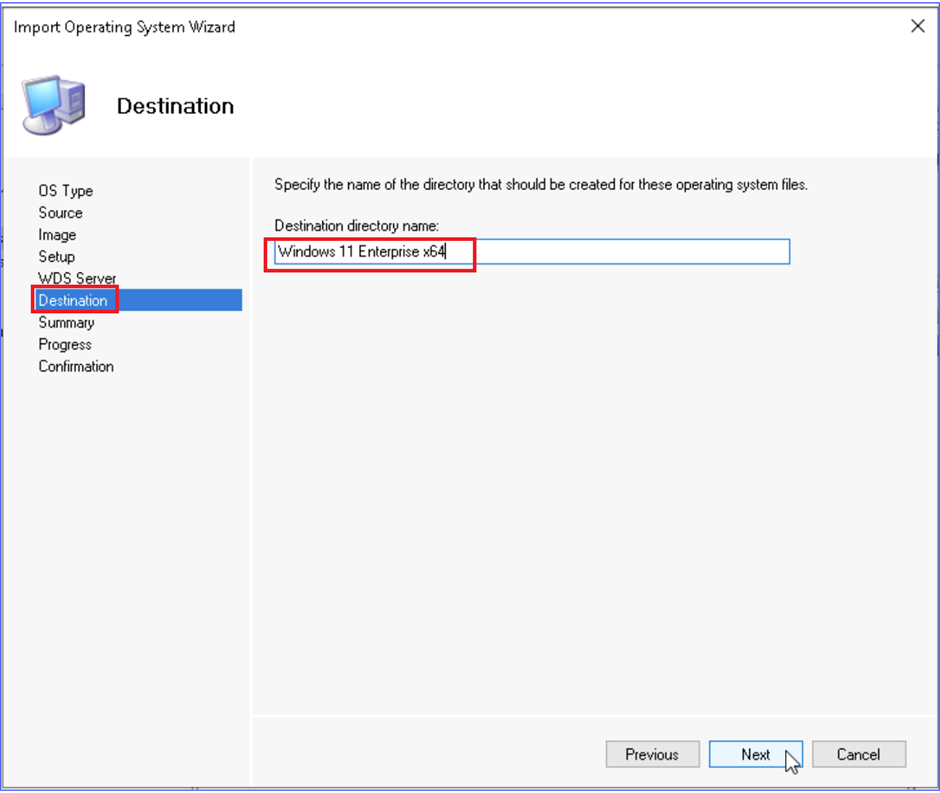 Import Operating System Wizard
Destination
OS Type
Source
Image
Setup
WDS Server
Destination
Summary
Progress
Confirmation
Specify the name of the directory that should be created for these operating system files.
Destination directory name:
Windows 11 Enterprise x64
Previous
Next
Cancel